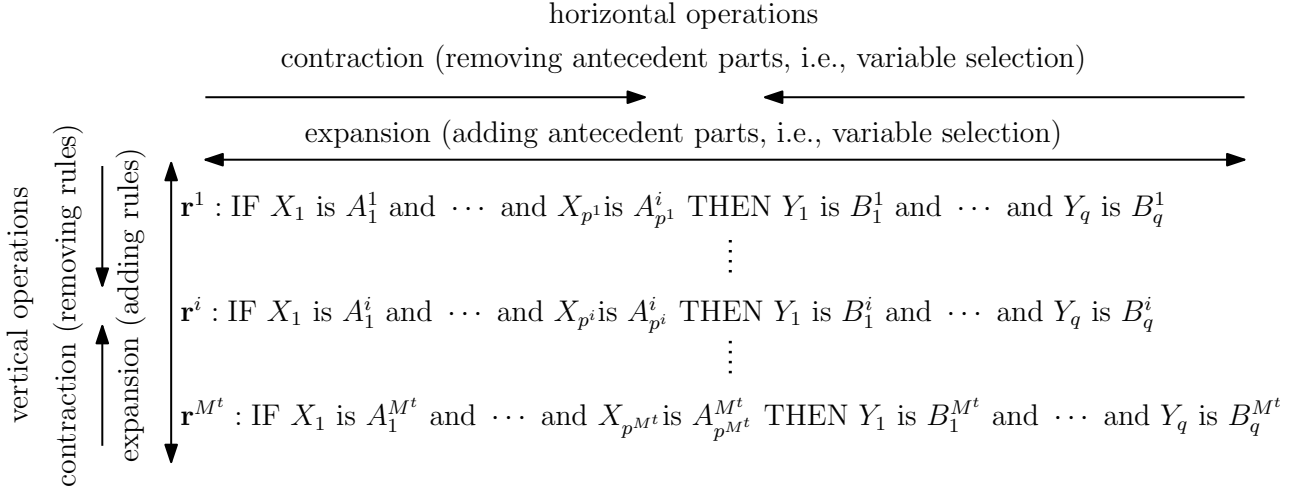 horizontal operations
contraction (removing antecedent parts, i.e., variable selection)
expansion (adding antecedent parts, i.e., variable selection)
vertical operations
contraction (removing rules)
expansion (adding rules)
r^1 : IF X_1 is A_1^1 and ⋯ and X_{p^1} is A_{p^1}^i THEN Y_1 is B_1^1 and ⋯ and Y_q is B_q^1
⋮
r^i : IF X_1 is A_1^i and ⋯ and X_{p^i} is A_{p^i}^i THEN Y_1 is B_1^i and ⋯ and Y_q is B_q^i
⋮
r^{M^t} : IF X_1 is A_1^{M^t} and ⋯ and X_{p^{M^t}} is A_{p^{M^t}}^{M^t} THEN Y_1 is B_1^{M^t} and ⋯ and Y_q is B_q^{M^t}